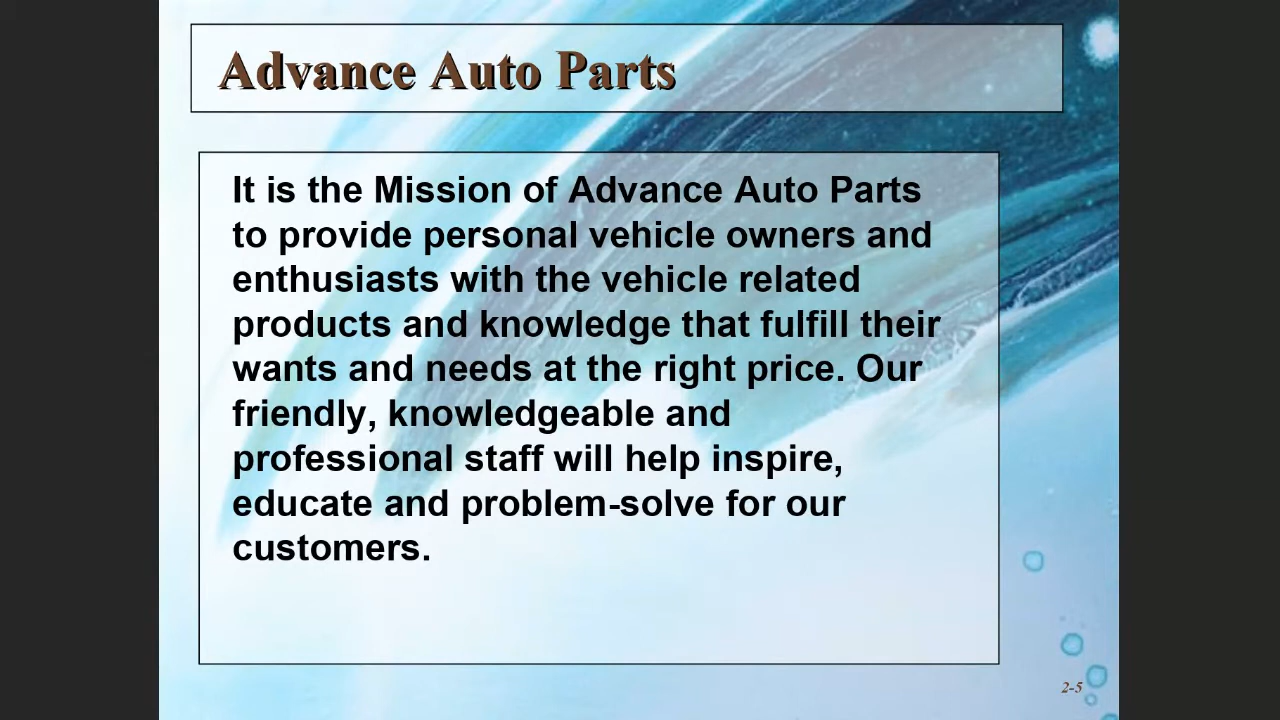 Advance Auto Parts
It is the Mission of Advance Auto Parts
to provide personal vehicle owners and
enthusiasts with the vehicle related
products and knowledge that fulfill their
wants and needs at the right price. Our
friendly, knowledgeable and
professional staff will help inspire,
educate and problem-solve for our
customers.
2-5